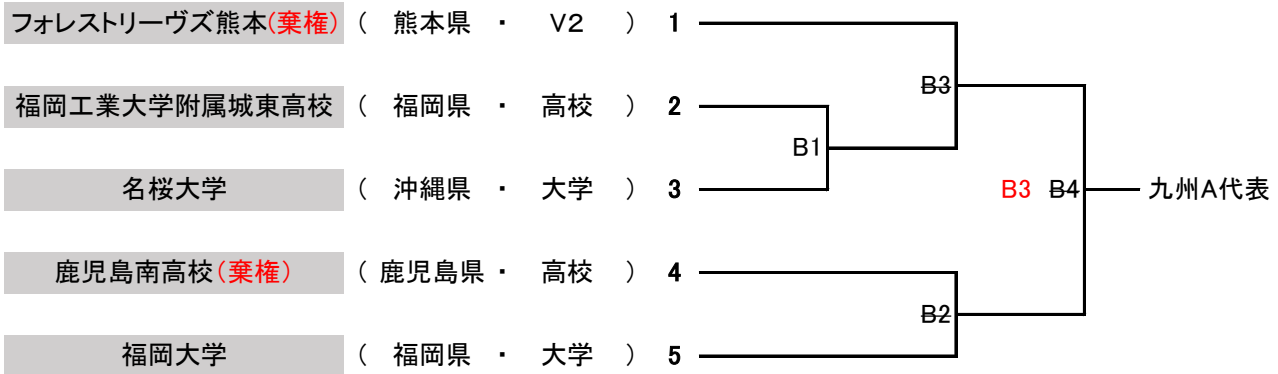 フォレストリーヴズ熊本(棄権) ( 熊本県 ・ V2 ) 1
B3
福岡工業大学附属城東高校 ( 福岡県 ・ 高校 ) 2
B1
名桜大学 ( 沖縄県 ・ 大学 ) 3 B3 B4 九州A代表
鹿児島南高校(棄権) ( 鹿児島県 ・ 高校 ) 4
B2
福岡大学 ( 福岡県 ・ 大学 ) 5